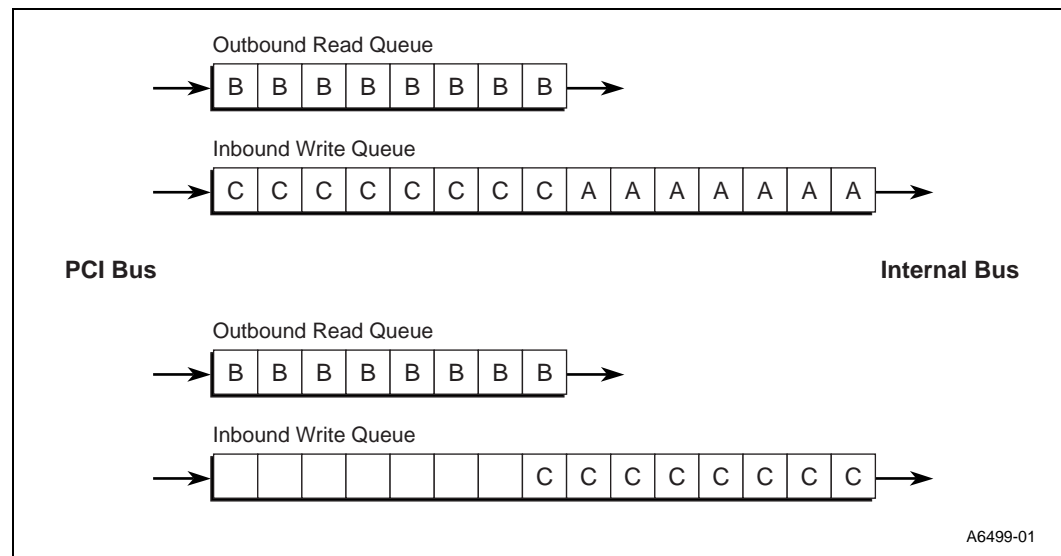 Outbound Read Queue
B B B B B B B B
Inbound Write Queue
C C C C C C C C A A A A A A A
PCI Bus Internal Bus
Outbound Read Queue
B B B B B B B B
Inbound Write Queue
C C C C C C C C
A6499-01